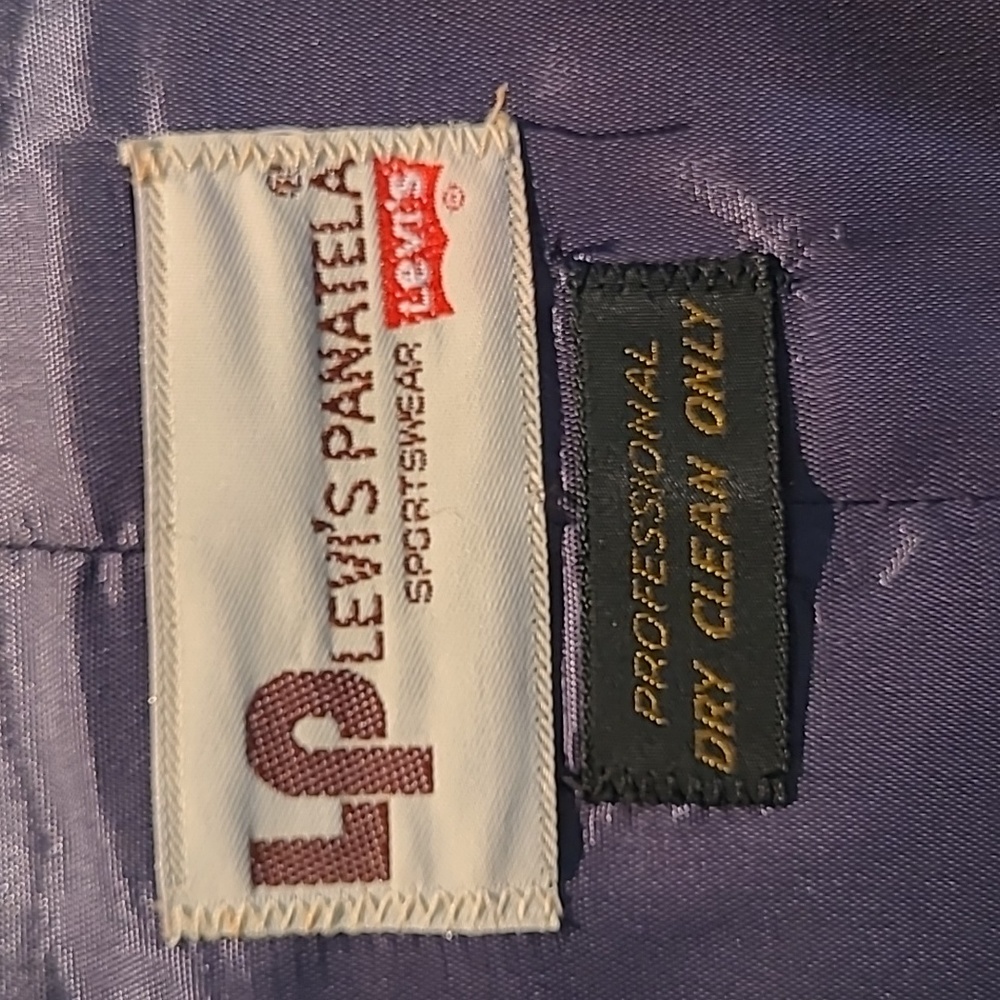 LP LEVI'S PANATELA ®
SPORTSWEAR Levi's ®
PROFESSIONAL
DRY CLEAN ONLY